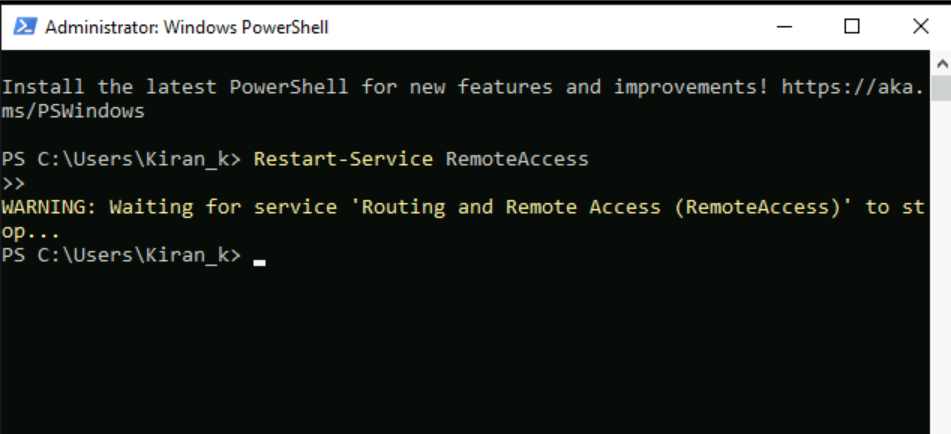 Administrator: Windows PowerShell
Install the latest PowerShell for new features and improvements! https://aka.
ms/PSWindows
PS C:\Users\Kiran_k> Restart-Service RemoteAccess
>>
WARNING: Waiting for service 'Routing and Remote Access (RemoteAccess)' to st
op...
PS C:\Users\Kiran_k>